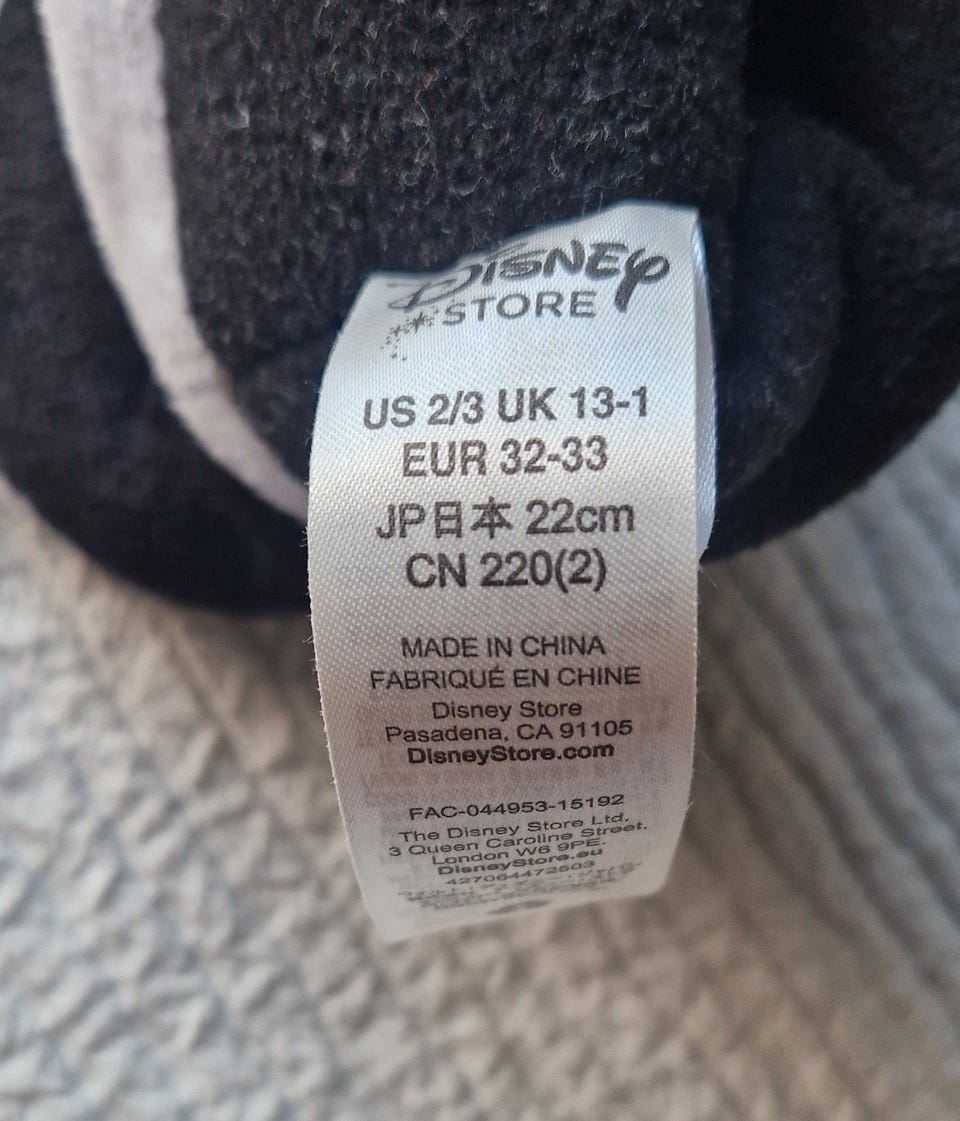 DISNEY
STORE
US 2/3 UK 13-1
EUR 32-33
JP日本 22cm
CN 220(2)
MADE IN CHINA
FABRIQUÉ EN CHINE
Disney Store
Pasadena, CA 91105
DisneyStore.com
FAC-044953-15192
The Disney Store Ltd.
3 Queen Caroline Street.
London W6 9PE.
DisneyStore.eu
427064472503